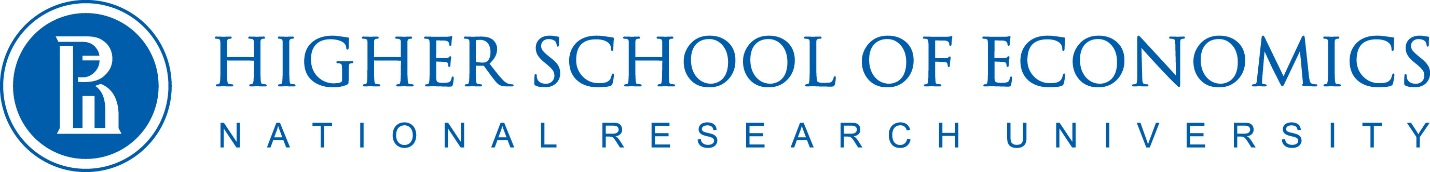 HIGHER SCHOOL OF ECONOMICS
NATIONAL RESEARCH UNIVERSITY